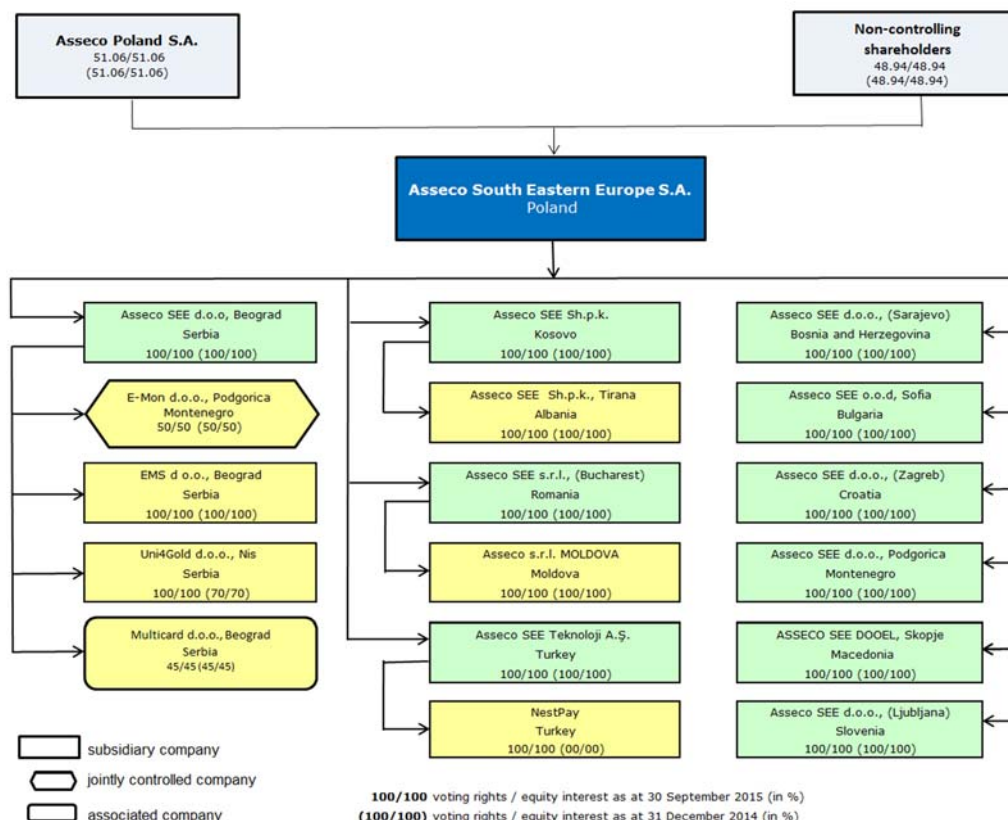 Asseco Poland S.A.
51.06/51.06
(51.06/51.06)
Non-controlling
shareholders
48.94/48.94
(48.94/48.94)
Asseco South Eastern Europe S.A.
Poland
Asseco SEE d.o.o, Beograd
Serbia
100/100 (100/100)
E-Mon d.o.o., Podgorica
Montenegro
50/50 (50/50)
EMS d o.o., Beograd
Serbia
100/100 (100/100)
Uni4Gold d.o.o., Nis
Serbia
100/100 (70/70)
Multicard d.o.o., Beograd
Serbia
45/45 (45/45)
Asseco SEE Sh.p.k.
Kosovo
100/100 (100/100)
Asseco SEE Sh.p.k., Tirana
Albania
100/100 (100/100)
Asseco SEE s.r.l., (Bucharest)
Romania
100/100 (100/100)
Asseco s.r.l. MOLDOVA
Moldova
100/100 (100/100)
Asseco SEE Teknoloji A.Ş.
Turkey
100/100 (100/100)
NestPay
Turkey
100/100 (00/00)
Asseco SEE d.o.o., (Sarajevo)
Bosnia and Herzegovina
100/100 (100/100)
Asseco SEE o.o.d, Sofia
Bulgaria
100/100 (100/100)
Asseco SEE d.o.o., (Zagreb)
Croatia
100/100 (100/100)
Asseco SEE d.o.o., Podgorica
Montenegro
100/100 (100/100)
ASSECO SEE DOOEL, Skopje
Macedonia
100/100 (100/100)
Asseco SEE d.o.o., (Ljubljana)
Slovenia
100/100 (100/100)
subsidiary company
jointly controlled company
associated company
100/100 voting rights / equity interest as at 30 September 2015 (in %)
(100/100) voting rights / equity interest as at 31 December 2014 (in %)